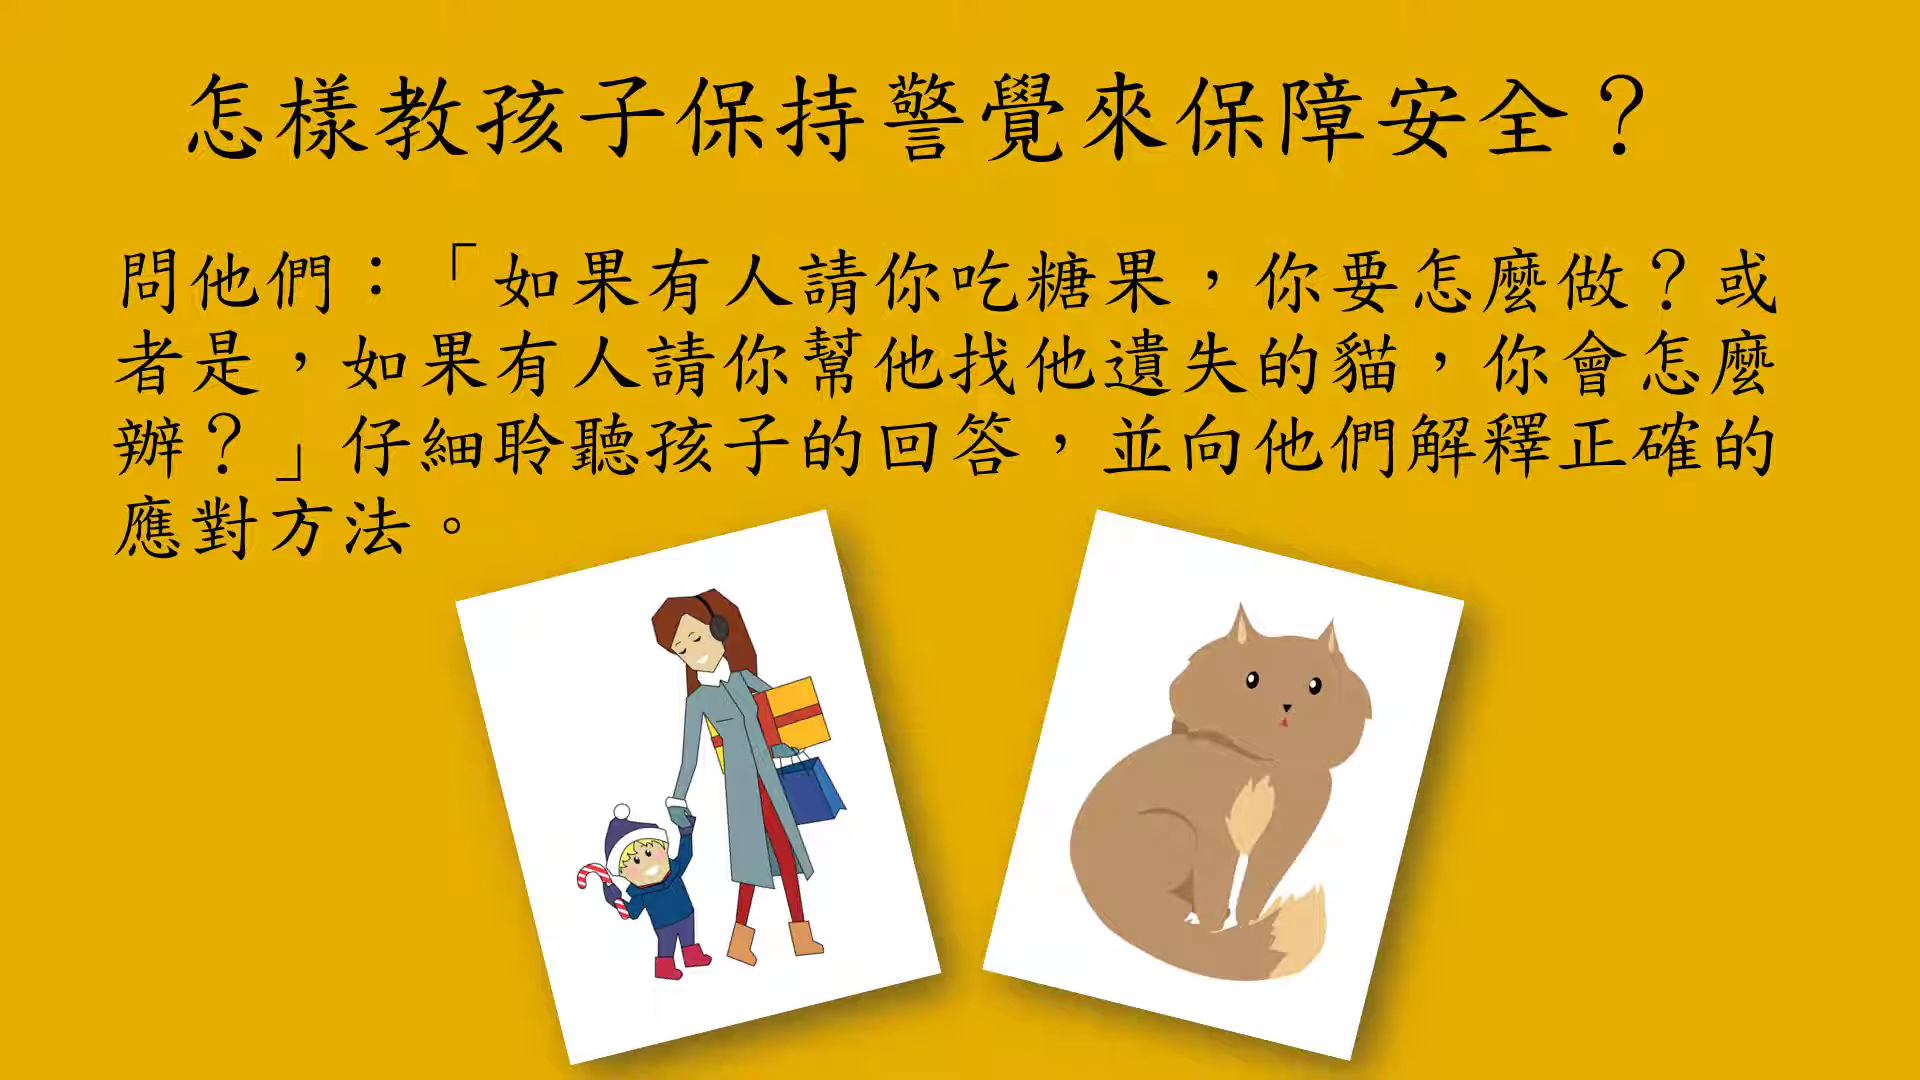 怎樣教孩子保持警覺來保障安全？
問他們：「如果有人請你吃糖果，你要怎麼做？或
者是，如果有人請你幫他找他遺失的貓，你會怎麼
辦？」仔細聆聽孩子的回答，並向他們解釋正確的
應對方法。